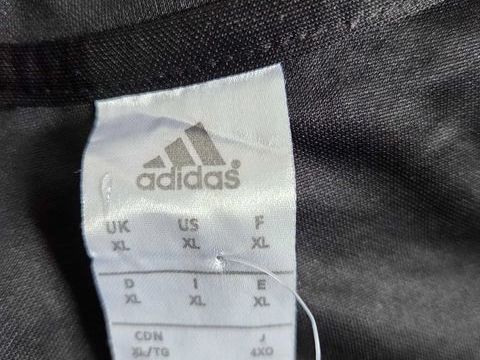 adidas®
UK US F
XL XL XL
D I E
XL XL XL
CDN J
XL/TG 4XO